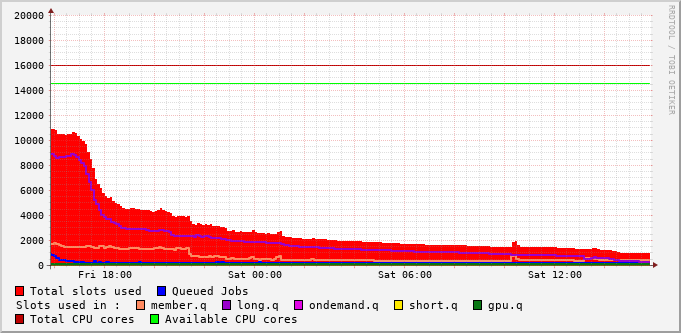 20000
18000
16000
14000
12000
10000
8000
6000
4000
2000
0
Fri 18:00 Sat 00:00 Sat 06:00 Sat 12:00
RRDTOOL / TOBI OETIKER
Total slots used Queued Jobs
Slots used in : member.q long.q ondemand.q short.q gpu.q
Total CPU cores Available CPU cores